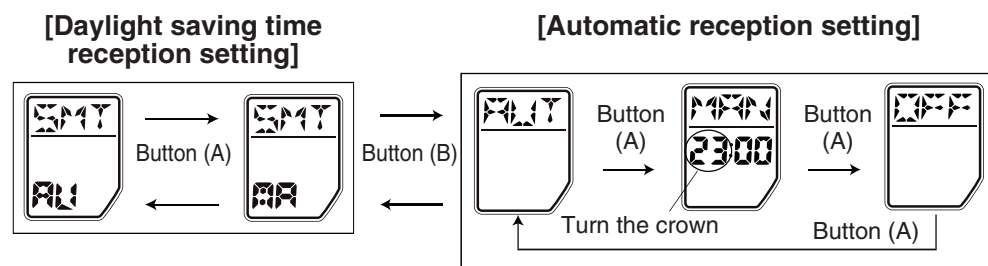 [Daylight saving time
reception setting]
[Automatic reception setting]
SMT
AU
Button (A)
SMT
MA
Button (B)
AUT
Button
(A)
MAN
23:00
Turn the crown
Button
(A)
OFF
Button (A)